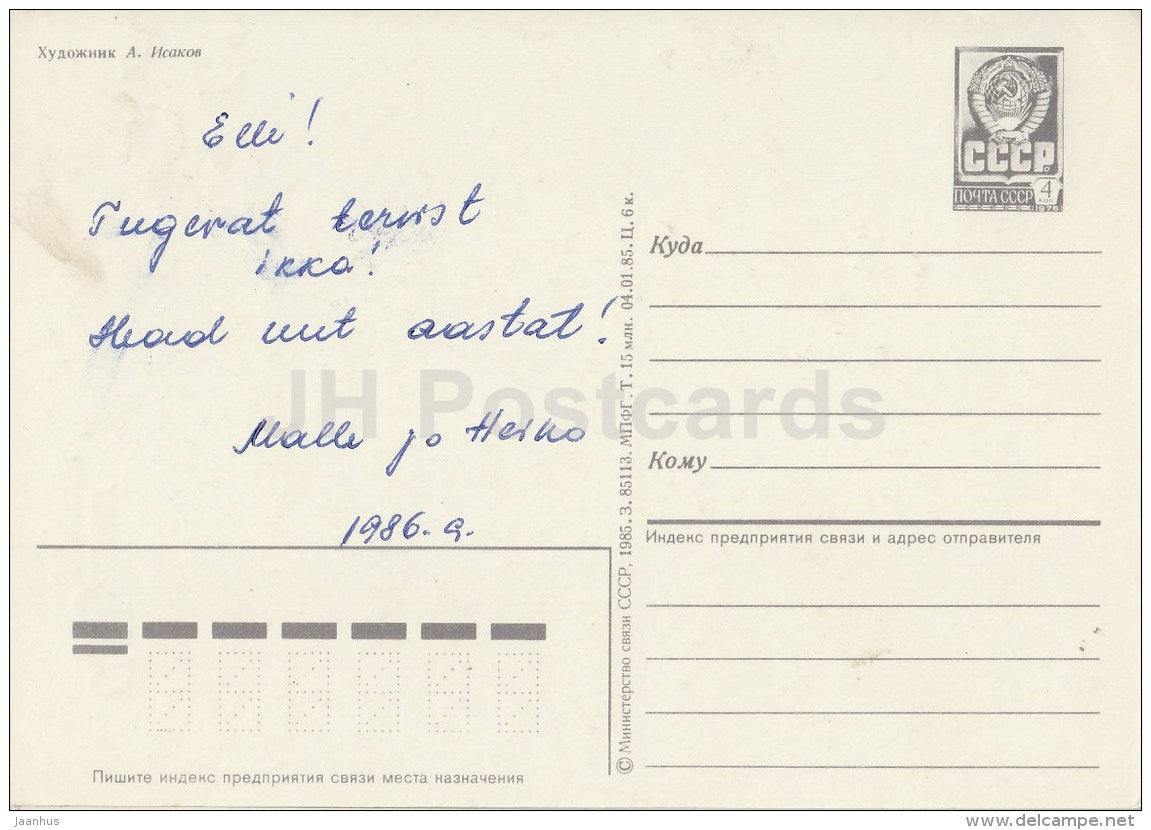 Художник А. Исаков
Elli!
Tugevat tervist
ikka!
Head uut aastat!
Malle ja Heiko
1986. a.
СССР
ПОЧТА СССР 4 КОП
1976
Куда
Кому
Индекс предприятия связи и адрес отправителя
© Министерство связи СССР, 1985. З. 85113. МПФГ. Т. 15 млн. 04.01.85. Ц. 6 к.
Пишите индекс предприятия связи места назначения
JH Postcards
Jaanhus
delcampe.net